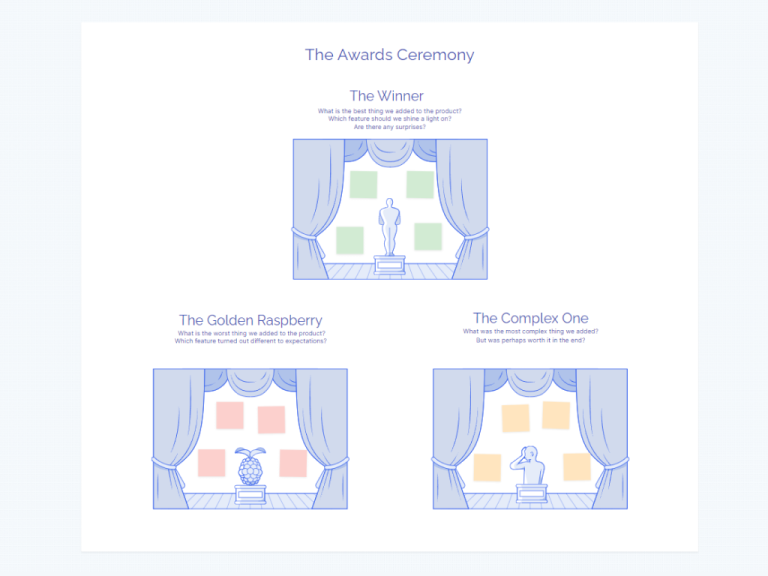 The Awards Ceremony
The Winner
What is the best thing we added to the product?
Which feature should we shine a light on?
Are there any surprises?
The Golden Raspberry
What is the worst thing we added to the product?
Which feature turned out different to expectations?
The Complex One
What was the most complex thing we added?
But was perhaps worth it in the end?